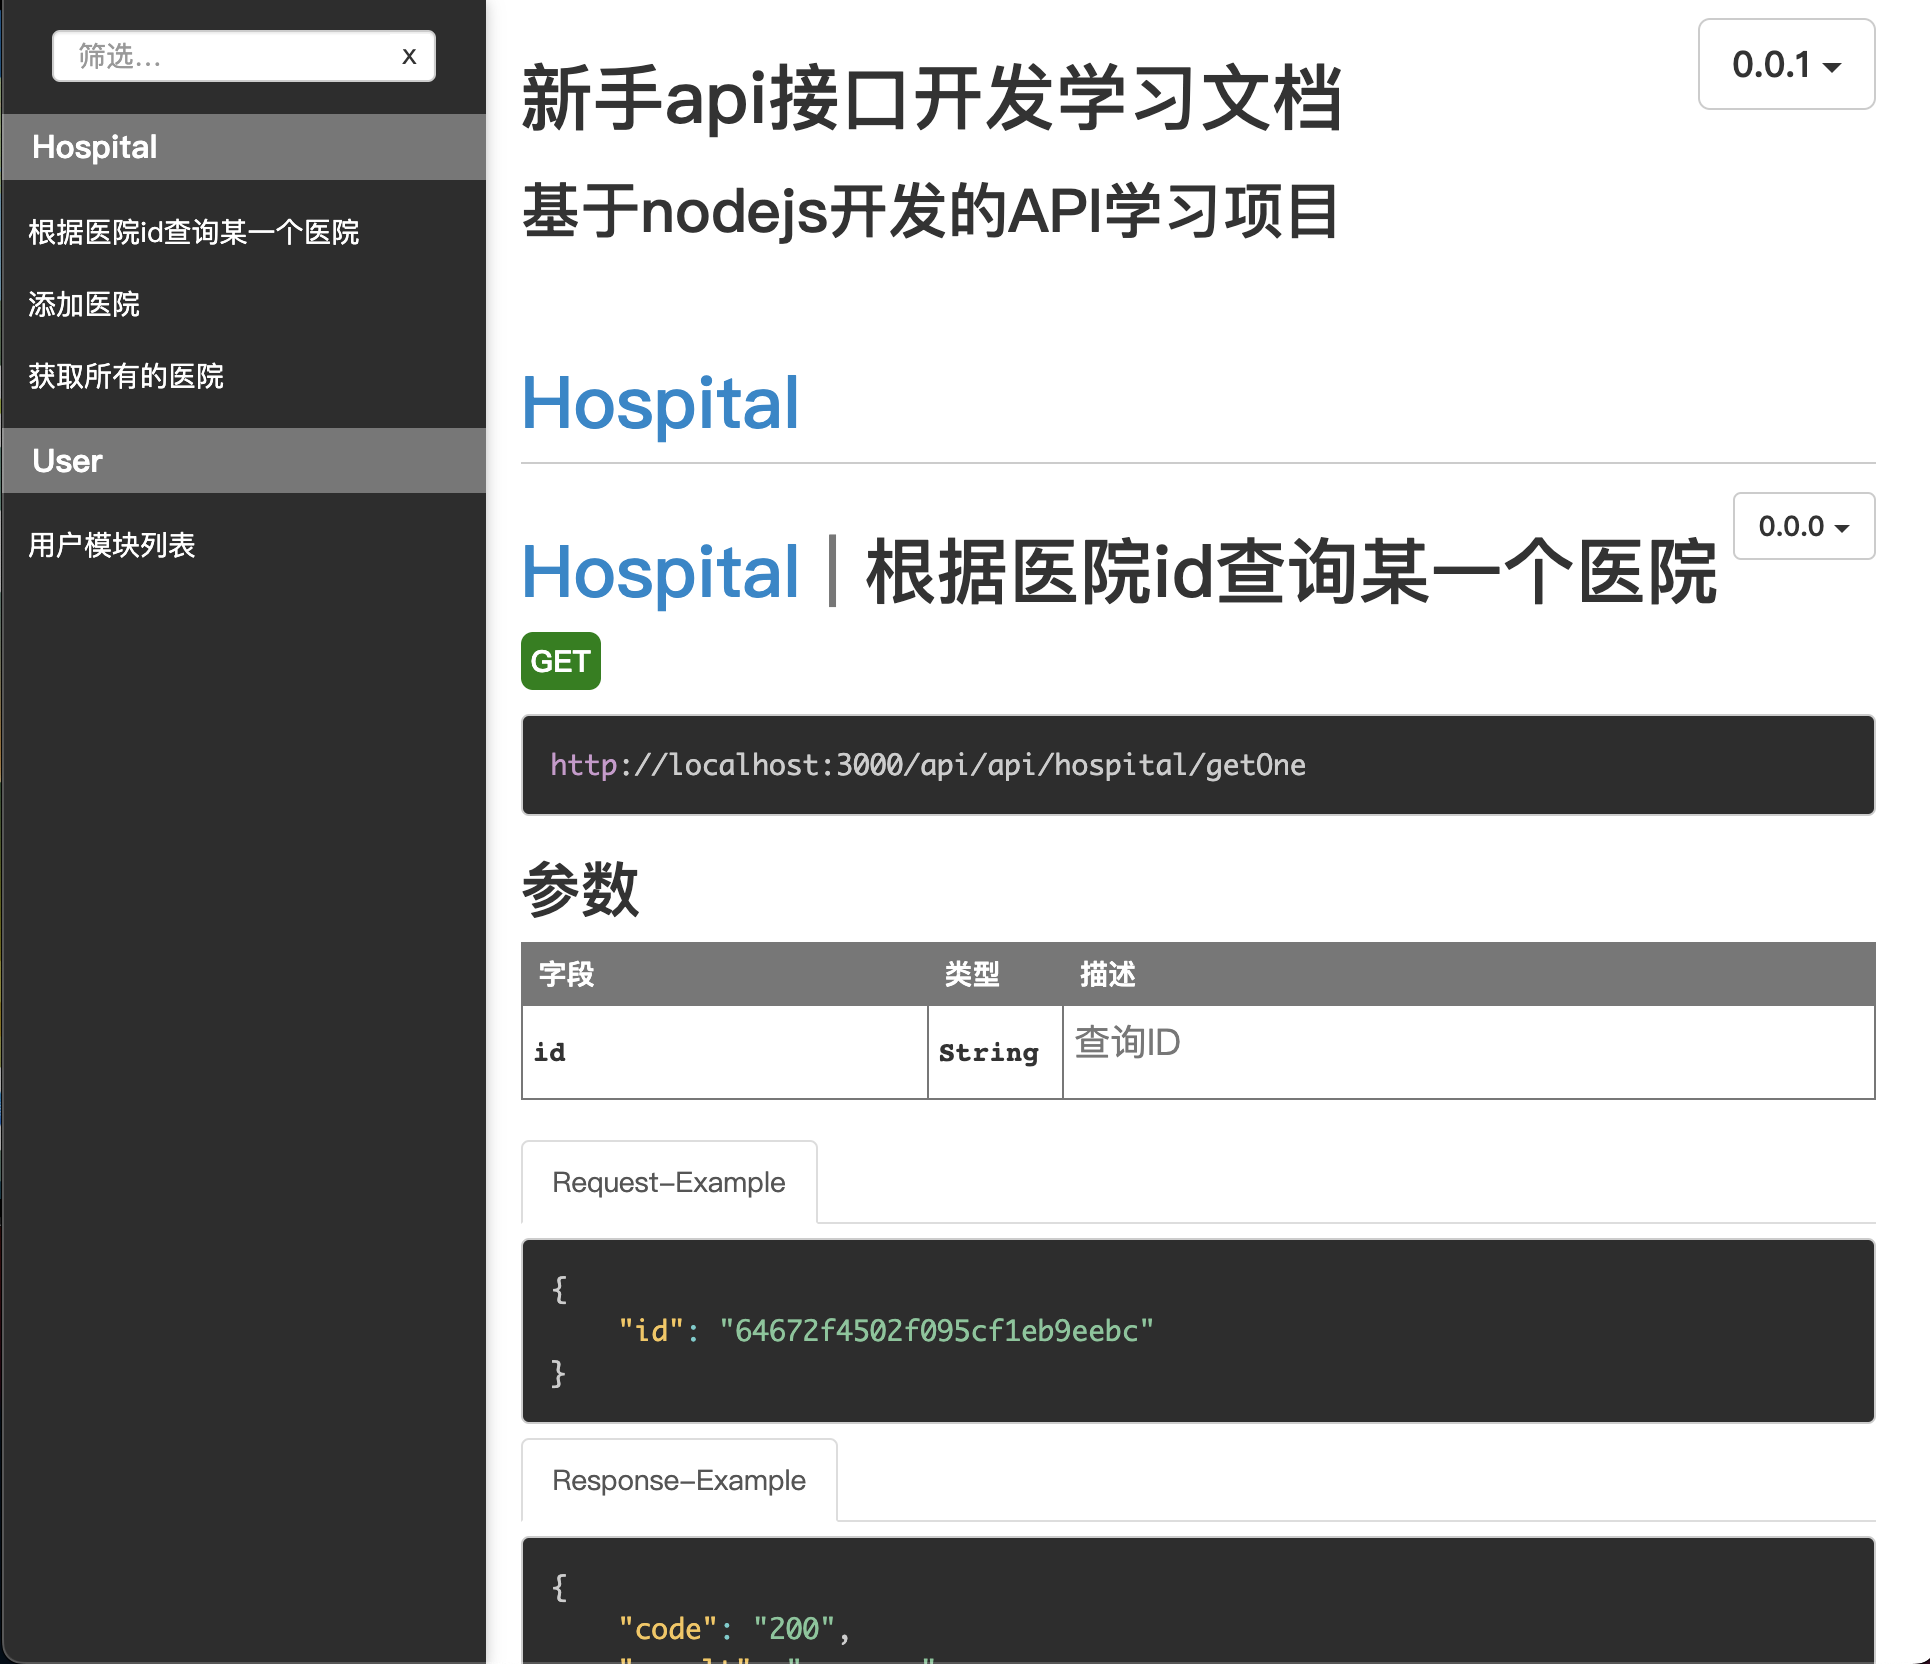 筛选...
x
Hospital
根据医院id查询某一个医院
添加医院
获取所有的医院
User
用户模块列表
新手api接口开发学习文档
0.0.1
基于nodejs开发的API学习项目
Hospital
0.0.0
Hospital | 根据医院id查询某一个医院
GET
http://localhost:3000/api/api/hospital/getOne
参数
字段 类型 描述
id String 查询ID
Request-Example
{
"id": "64672f4502f095cf1eb9eebc"
}
Response-Example
{
"code": "200",